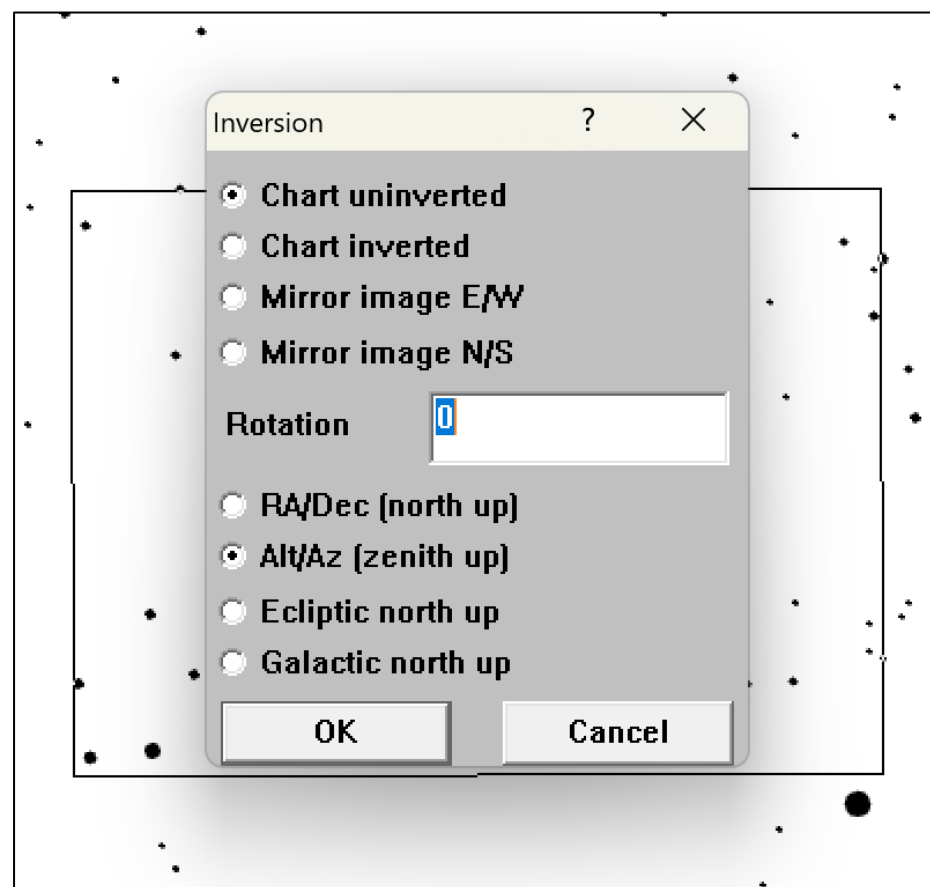 Inversion ?
Chart uninverted
Chart inverted
Mirror image E/W
Mirror image N/S
Rotation 0
RA/Dec (north up)
Alt/Az (zenith up)
Ecliptic north up
Galactic north up
OK Cancel